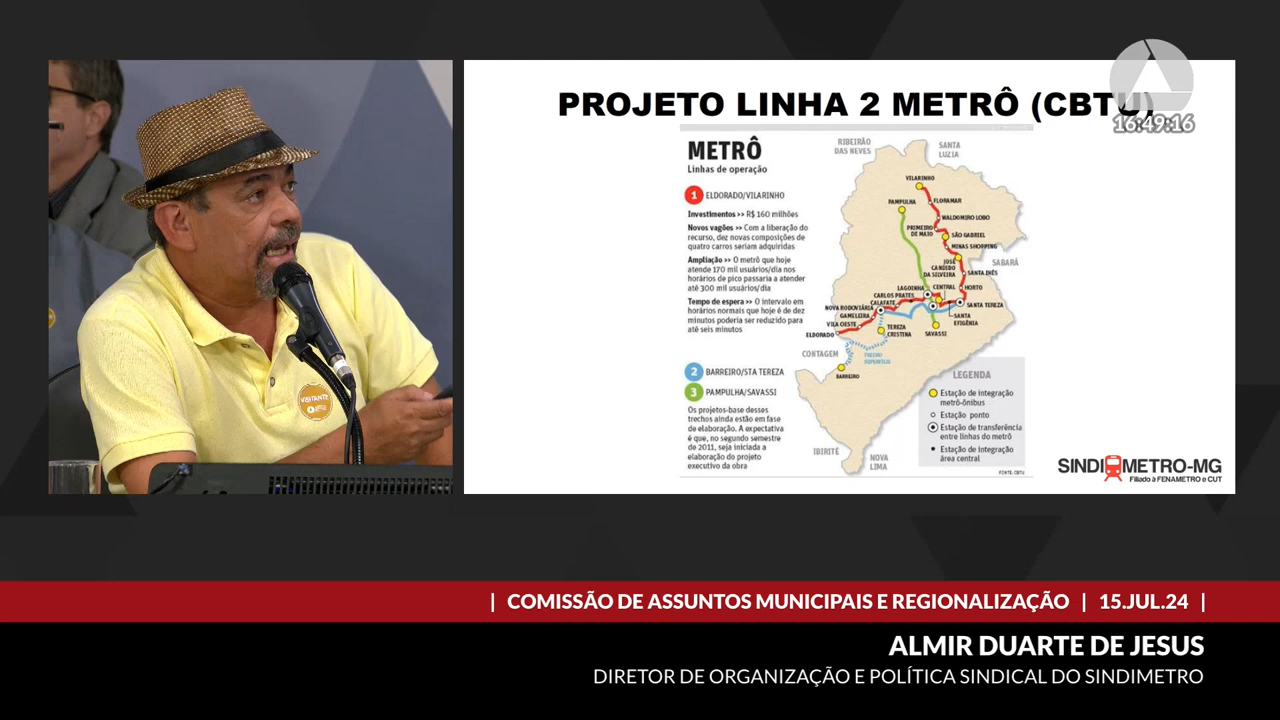 PROJETO LINHA 2 METRÔ (CBTU)
16:49:16
METRÔ
Linhas de operação
1 ELDORADO/VILARINHO
Investimentos >> R$ 160 milhões
Novos vagões >> Com a liberação do
recurso, dez novas composições de
quatro carros seriam adquiridas
Ampliação >> O metrô que hoje
atende 170 mil usuários/dia nos
horários de pico passaria a atender
até 300 mil usuários/dia
Tempo de espera >> O intervalo em
horários normais que hoje é de dez
minutos poderia ser reduzido para
até seis minutos
2 BARREIRO/STA TEREZA
3 PAMPULHA/SAVASSI
Os projetos-base desses
trechos ainda estão em fase
de elaboração. A expectativa
é que, no segundo semestre
de 2011, seja iniciada a
elaboração do projeto
executivo da obra
RIBEIRÃO
DAS NEVES
SANTA
LUZIA
VILARINHO
PAMPULHA
FLORAMAR
WALDOMIRO LOBO
PRIMEIRO
DE MAIO
SÃO GABRIEL
MINAS SHOPPING
JOSÉ
CANDIDO
DA SILVEIRA
SABARÁ
SANTA INÊS
LAGOINHA
CENTRAL
HORTO
CARLOS PRATES
CALAFATE
SANTA TEREZA
NOVA RODOVIÁRIA
GAMELEIRA
SANTA
EFIGÊNIA
VILA OESTE
TEREZA
CRISTINA
SAVASSI
ELDORADO
CONTAGEM
TRECHO
SUPERFÍCIE
BARREIRO
IBIRITÉ
NOVA
LIMA
LEGENDA
Estação de integração
metrô-ônibus
Estação ponto
Estação de transferência
entre linhas do metrô
Estação de integração
área central
FONTE: CBTU
SINDIMETRO-MG
Filiado à FENAMETRO e CUT
VISITANTE
| COMISSÃO DE ASSUNTOS MUNICIPAIS E REGIONALIZAÇÃO | 15.JUL.24 |
ALMIR DUARTE DE JESUS
DIRETOR DE ORGANIZAÇÃO E POLÍTICA SINDICAL DO SINDIMETRO